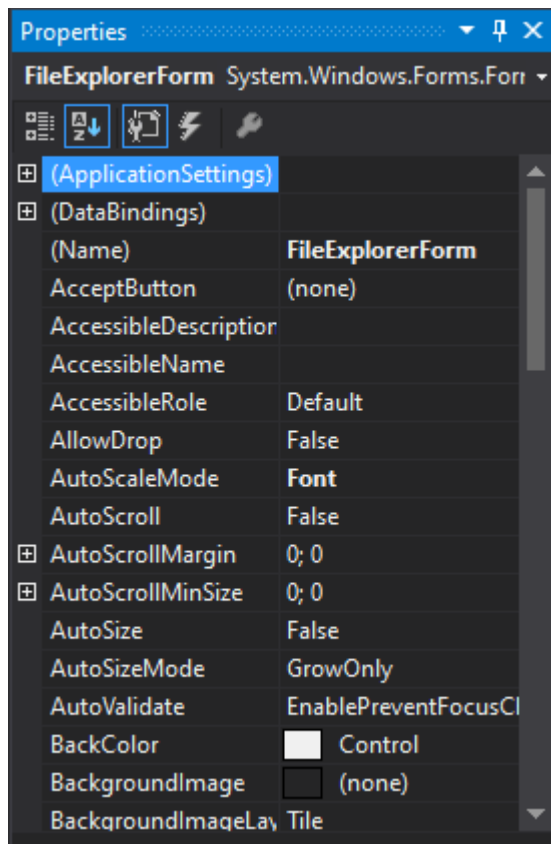 Properties
FileExplorerForm System.Windows.Forms.Forr
(ApplicationSettings)
(DataBindings)
(Name) FileExplorerForm
AcceptButton (none)
AccessibleDescription
AccessibleName
AccessibleRole Default
AllowDrop False
AutoScaleMode Font
AutoScroll False
AutoScrollMargin 0; 0
AutoScrollMinSize 0; 0
AutoSize False
AutoSizeMode GrowOnly
AutoValidate EnablePreventFocusCl
BackColor Control
BackgroundImage (none)
BackgroundImageLay Tile